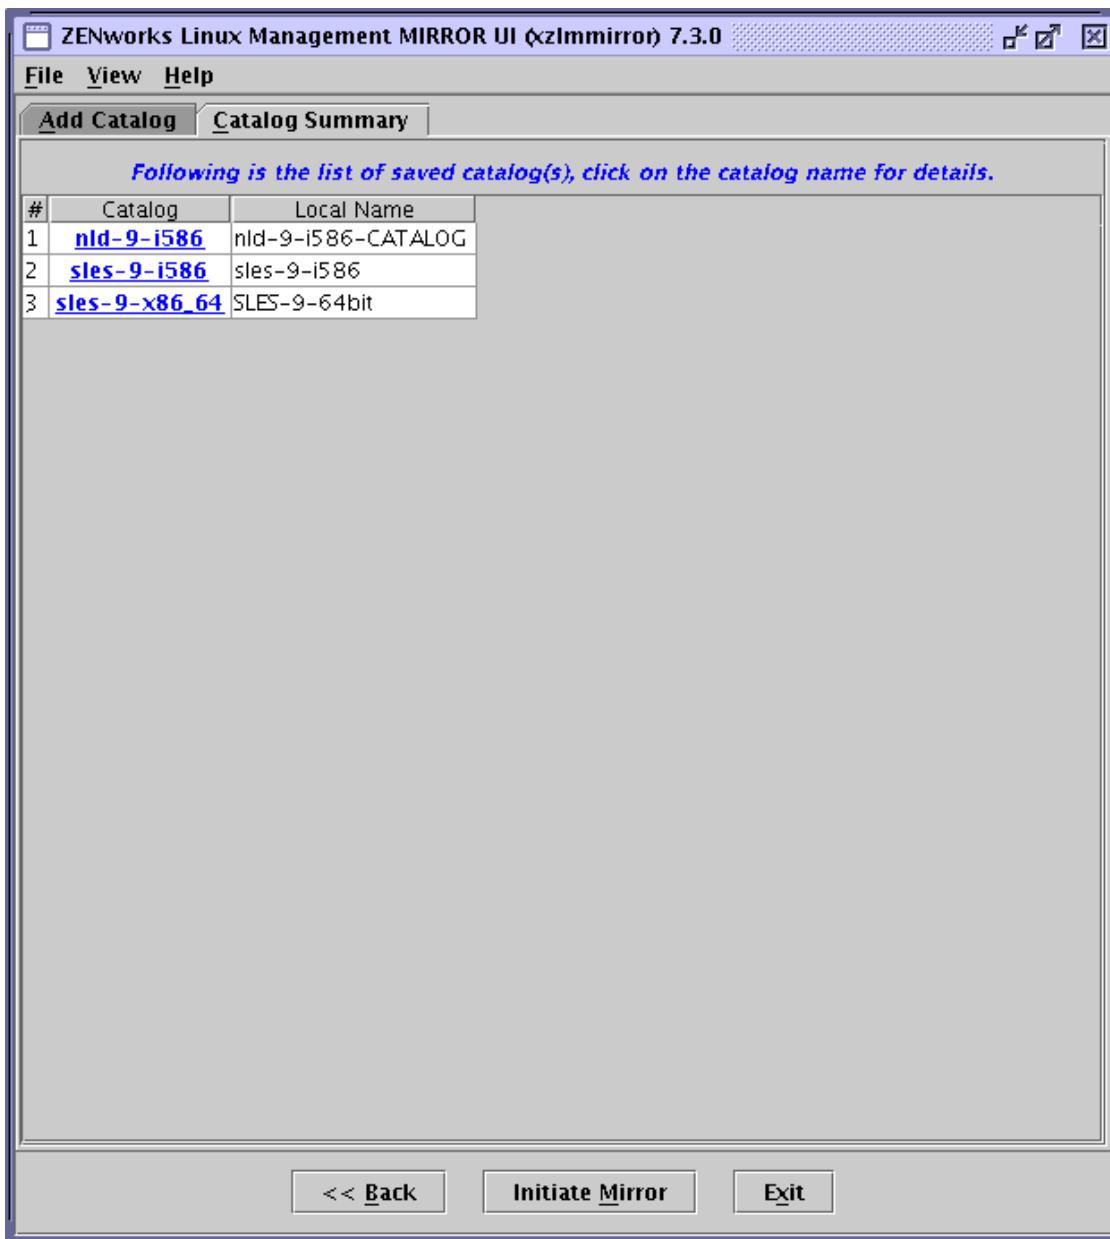 ZENworks Linux Management MIRROR UI (xzlmmirror) 7.3.0
File View Help
Add Catalog Catalog Summary
Following is the list of saved catalog(s), click on the catalog name for details.
# Catalog Local Name
1 nld-9-i586 nld-9-i586-CATALOG
2 sles-9-i586 sles-9-i586
3 sles-9-x86_64 SLES-9-64bit
<< Back Initiate Mirror Exit